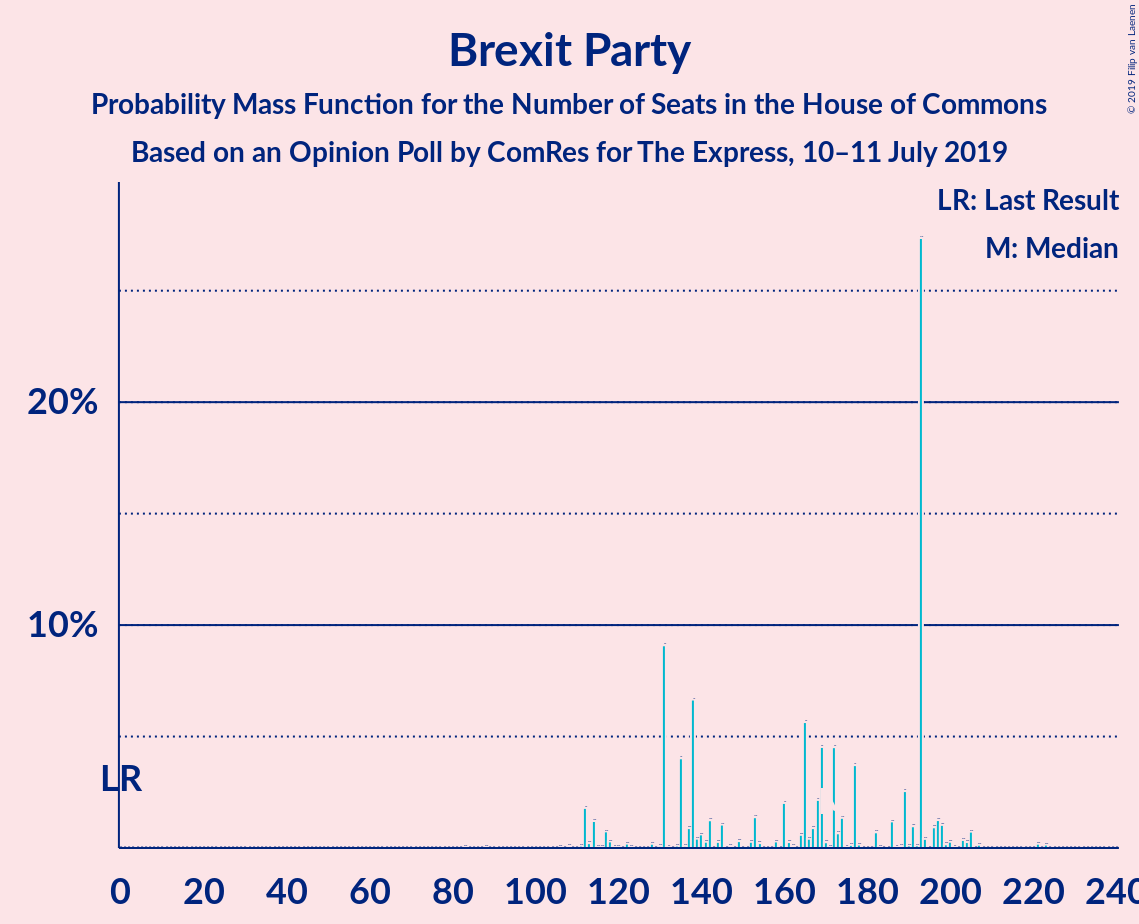 © 2019 Filip van Laenen
Brexit Party
Probability Mass Function for the Number of Seats in the House of Commons
Based on an Opinion Poll by ComRes for The Express, 10–11 July 2019
LR: Last Result
M: Median
20%
10%
LR
0 20 40 60 80 100 120 140 160 180 200 220 240